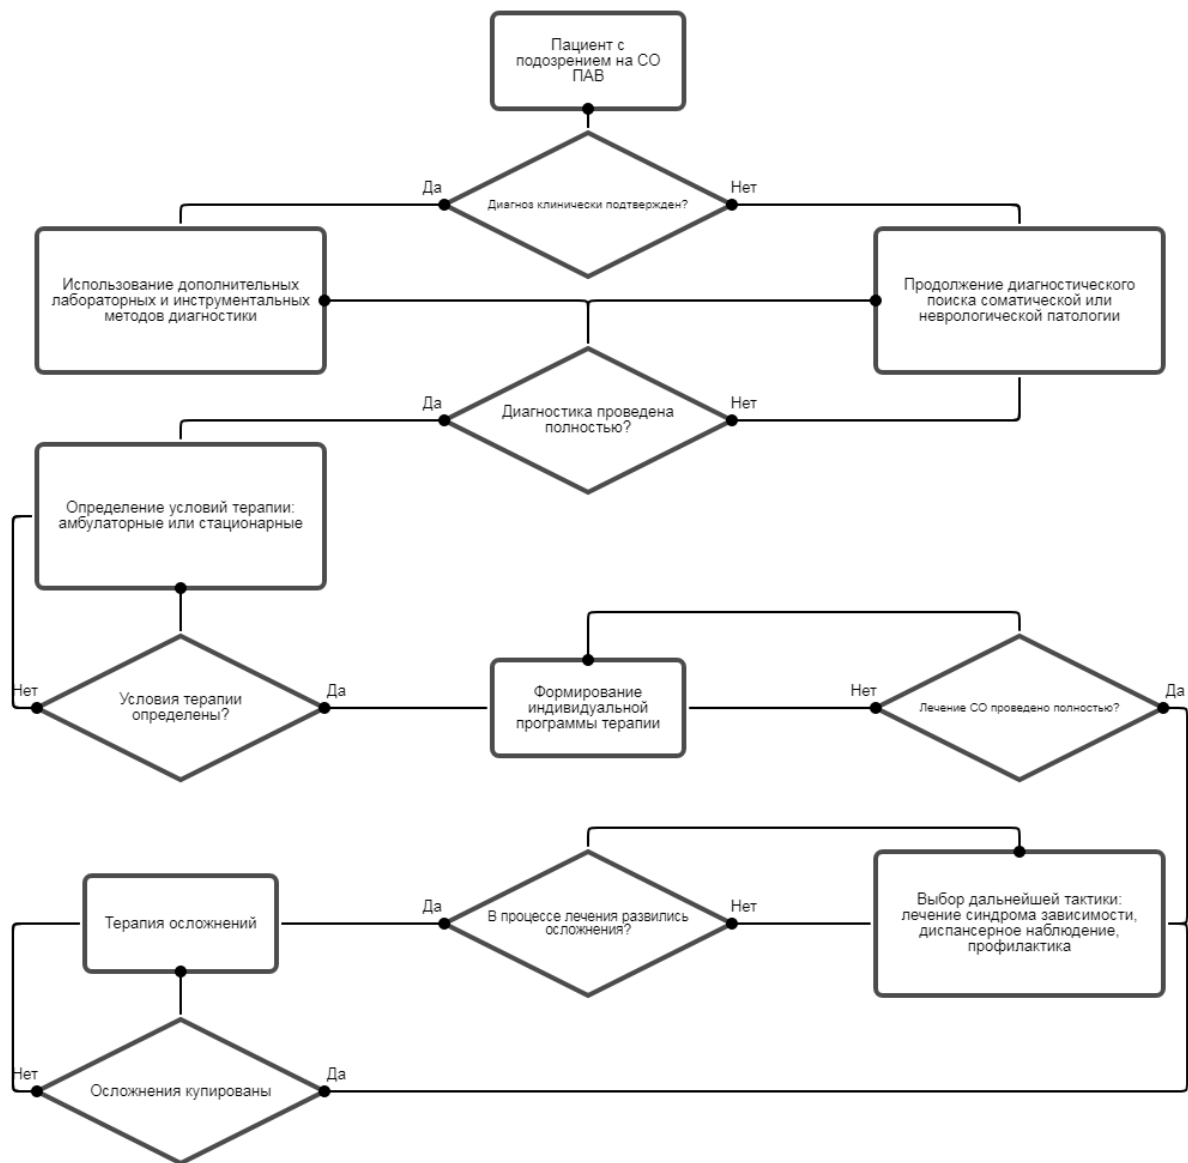 Пациент с
подозрением на СО
ПАВ
Да
Нет
Диагноз клинически подтвержден?
Использование дополнительных
лабораторных и инструментальных
методов диагностики
Продолжение диагностического
поиска соматической или
неврологической патологии
Да
Нет
Диагностика проведена
полностью?
Определение условий терапии:
амбулаторные или стационарные
Нет
Условия терапии
определены?
Да
Формирование
индивидуальной
программы терапии
Нет
Лечение СО проведено полностью?
Да
Терапия осложнений
Да
В процессе лечения развились
осложнения?
Нет
Выбор дальнейшей тактики:
лечение синдрома зависимости,
диспансерное наблюдение,
профилактика
Нет
Осложнения купированы
Да